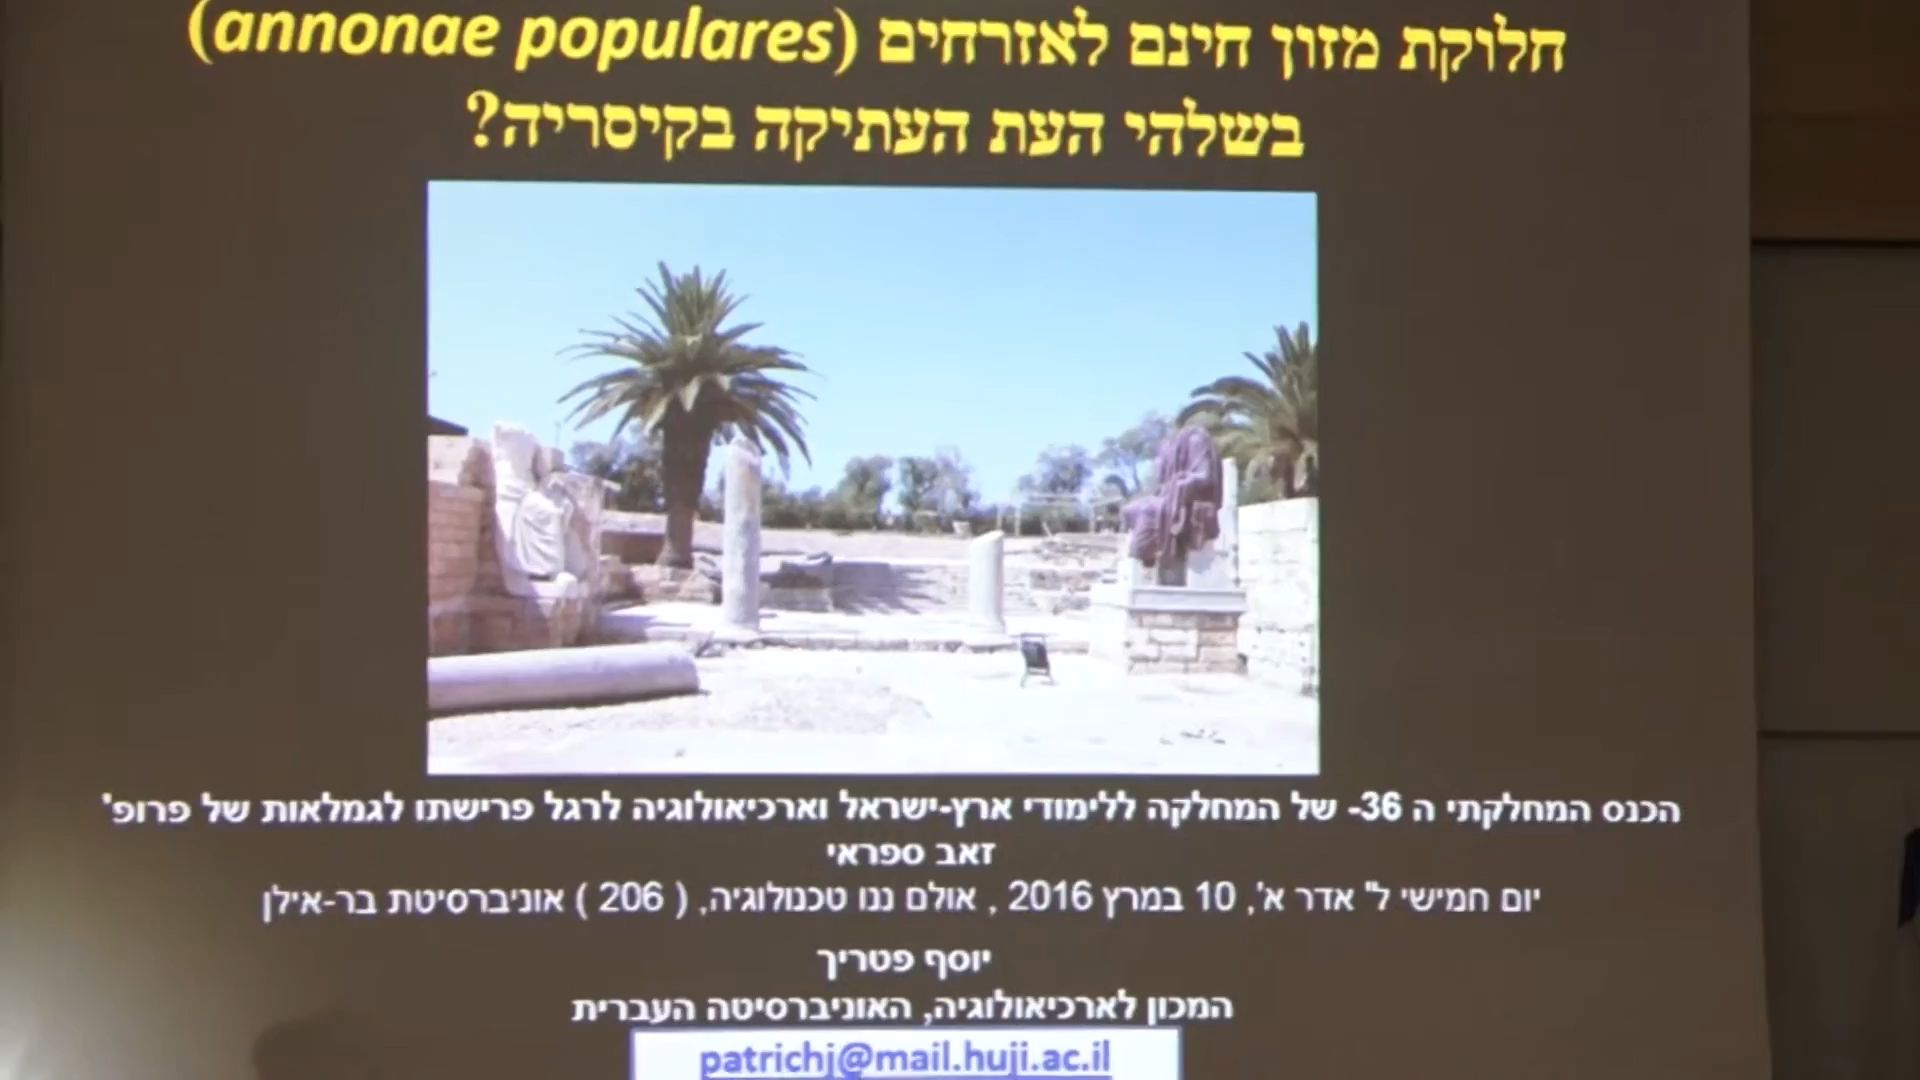 חלוקת מזון חינם לאזרחים (annonae populares)
בשלהי העת העתיקה בקיסריה?
הכנס המחלקתי ה 36- של המחלקה ללימודי ארץ-ישראל וארכיאולוגיה לרגל פרישתו לגמלאות של פרופ'
זאב ספראי
יום חמישי ל' אדר א', 10 במרץ 2016 , אולם ננו טכנולוגיה, ( 206 ) אוניברסיטת בר-אילן
יוסף פטריך
המכון לארכיאולוגיה, האוניברסיטה העברית
patrichj@mail.huji.ac.il